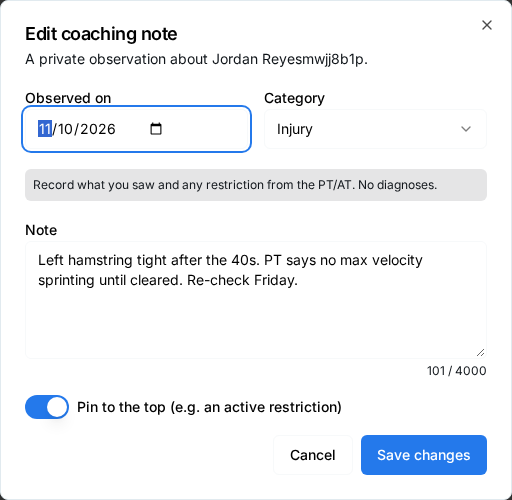 Edit coaching note
A private observation about Jordan Reyesmwjj8b1p.
Observed on
Category
11/10/2026
Injury
Record what you saw and any restriction from the PT/AT. No diagnoses.
Note
Left hamstring tight after the 40s. PT says no max velocity
sprinting until cleared. Re-check Friday.
101 / 4000
Pin to the top (e.g. an active restriction)
Cancel
Save changes